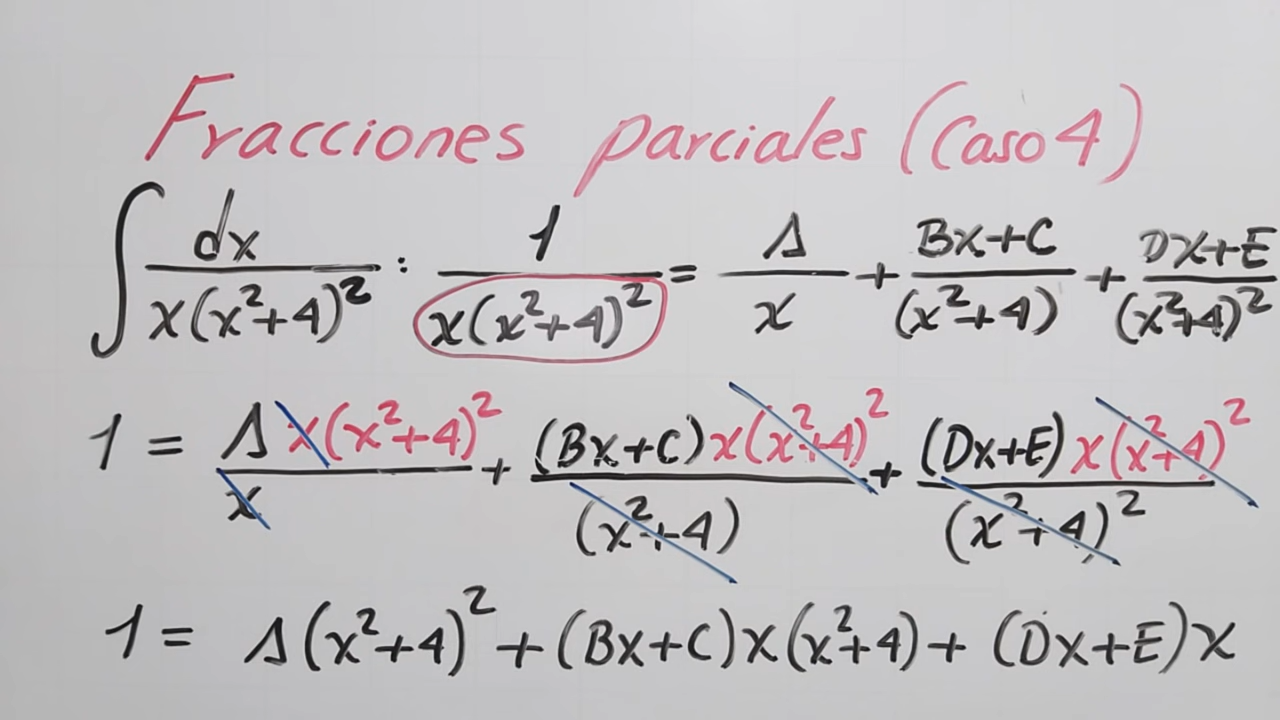 Fracciones parciales (Caso 4)
∫ dx / x(x²+4)² : 1 / x(x²+4)² = A / x + Bx+C / (x²+4) + Dx+E / (x²+4)²
1 = A x(x²+4)² / x + (Bx+C) x(x²+4)² / (x²+4) + (Dx+E) x(x²+4)² / (x²+4)²
1 = A(x²+4)² + (Bx+C)x(x²+4) + (Dx+E)x